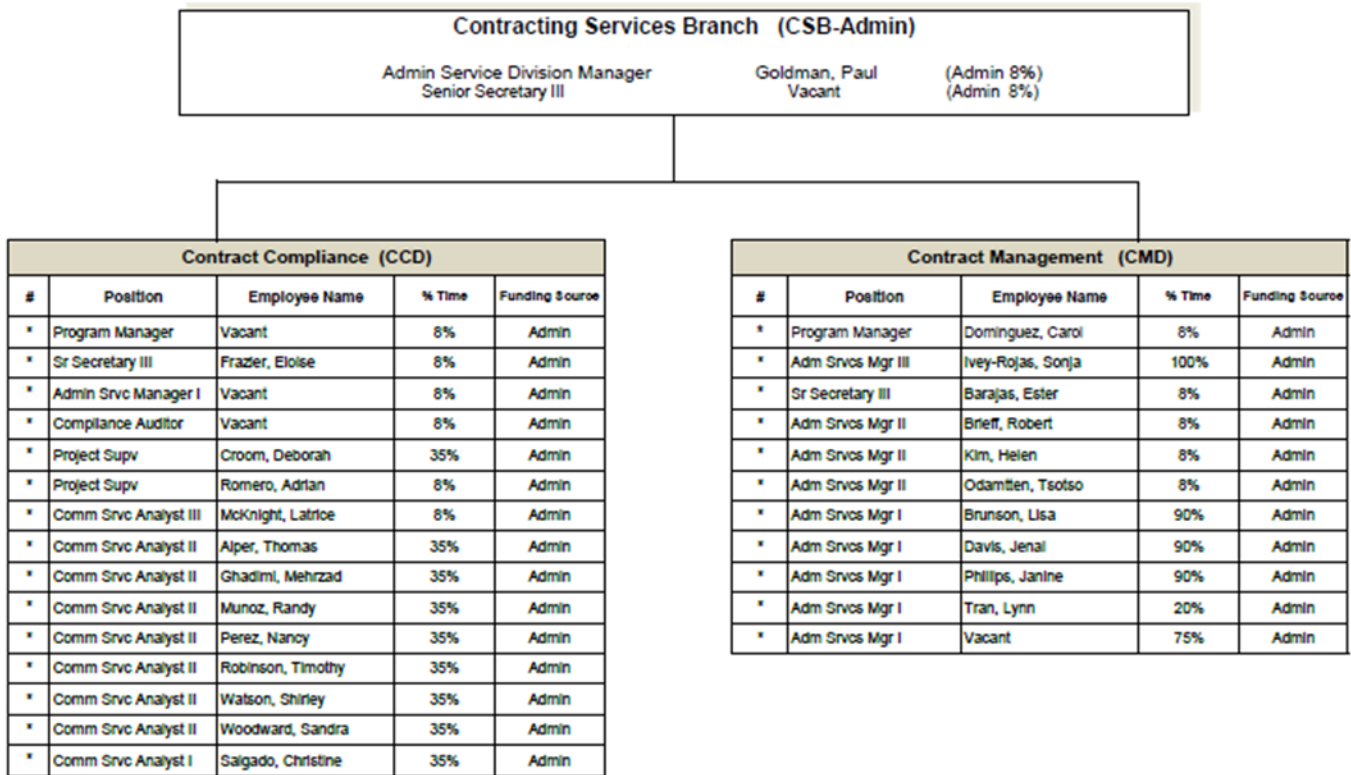 Contracting Services Branch (CSB-Admin)
Admin Service Division Manager Goldman, Paul (Admin 8%)
Senior Secretary III Vacant (Admin 8%)
Contract Compliance (CCD)
# Position Employee Name % Time Funding Source
* Program Manager Vacant 8% Admin
* Sr Secretary III Frazier, Eloise 8% Admin
* Admin Srvc Manager I Vacant 8% Admin
* Compliance Auditor Vacant 8% Admin
* Project Supv Croom, Deborah 35% Admin
* Project Supv Romero, Adrian 8% Admin
* Comm Srvc Analyst III McKnight, Latrice 8% Admin
* Comm Srvc Analyst II Alper, Thomas 35% Admin
* Comm Srvc Analyst II Ghadimi, Mehrzad 35% Admin
* Comm Srvc Analyst II Munoz, Randy 35% Admin
* Comm Srvc Analyst II Perez, Nancy 35% Admin
* Comm Srvc Analyst II Robinson, Timothy 35% Admin
* Comm Srvc Analyst II Watson, Shirley 35% Admin
* Comm Srvc Analyst II Woodward, Sandra 35% Admin
* Comm Srvc Analyst I Salgado, Christine 35% Admin
Contract Management (CMD)
# Position Employee Name % Time Funding Source
* Program Manager Dominguez, Carol 8% Admin
* Adm Srvcs Mgr III Ivey-Rojas, Sonja 100% Admin
* Sr Secretary III Barajas, Ester 8% Admin
* Adm Srvcs Mgr II Brieff, Robert 8% Admin
* Adm Srvcs Mgr II Kim, Helen 8% Admin
* Adm Srvcs Mgr II Odamtten, Tsotso 8% Admin
* Adm Srvcs Mgr I Brunson, Lisa 90% Admin
* Adm Srvcs Mgr I Davis, Jenai 90% Admin
* Adm Srvcs Mgr I Phillips, Janine 90% Admin
* Adm Srvcs Mgr I Tran, Lynn 20% Admin
* Adm Srvcs Mgr I Vacant 75% Admin